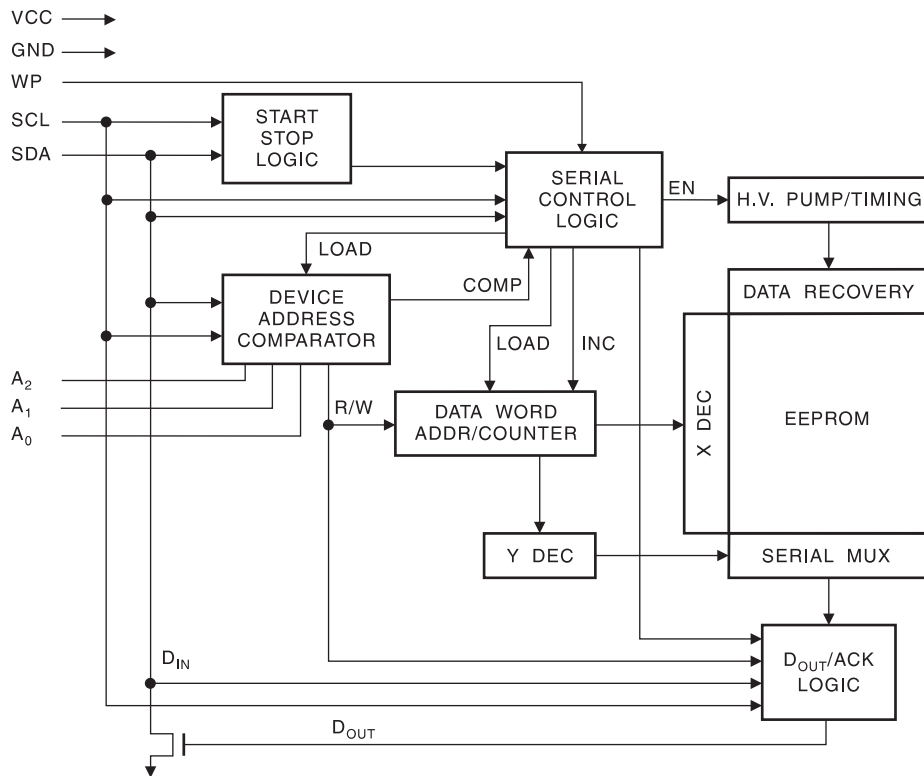 VCC
GND
WP
SCL
SDA
START
STOP
LOGIC
SERIAL
CONTROL
LOGIC
EN
H.V. PUMP/TIMING
LOAD
COMP
DEVICE
ADDRESS
COMPARATOR
DATA RECOVERY
LOAD
INC
A2
A1
A0
R/W
DATA WORD
ADDR/COUNTER
X DEC
EEPROM
Y DEC
SERIAL MUX
DIN
DOUT/ACK
LOGIC
DOUT